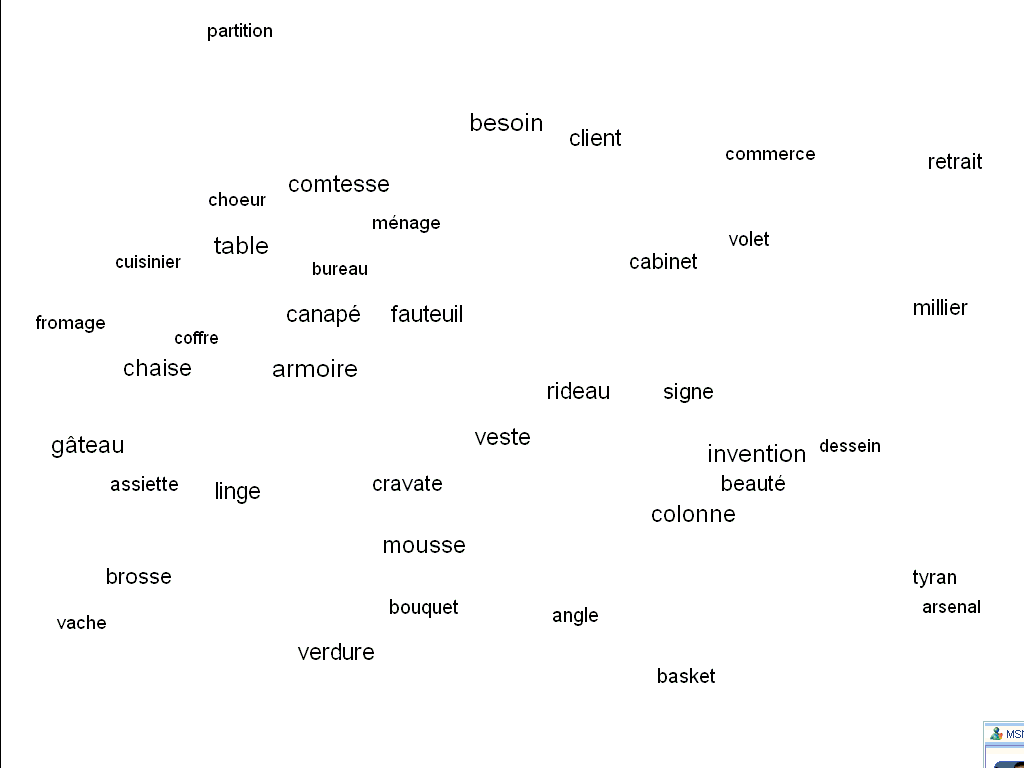 partition
besoin
client
commerce
retrait
comtesse
choeur
ménage
table
volet
cuisinier
bureau
cabinet
canapé
fauteuil
millier
fromage
coffre
chaise
armoire
rideau
signe
veste
gâteau
invention
dessein
assiette
linge
cravate
beauté
colonne
mousse
brosse
tyran
bouquet
arsenal
vache
angle
verdure
basket